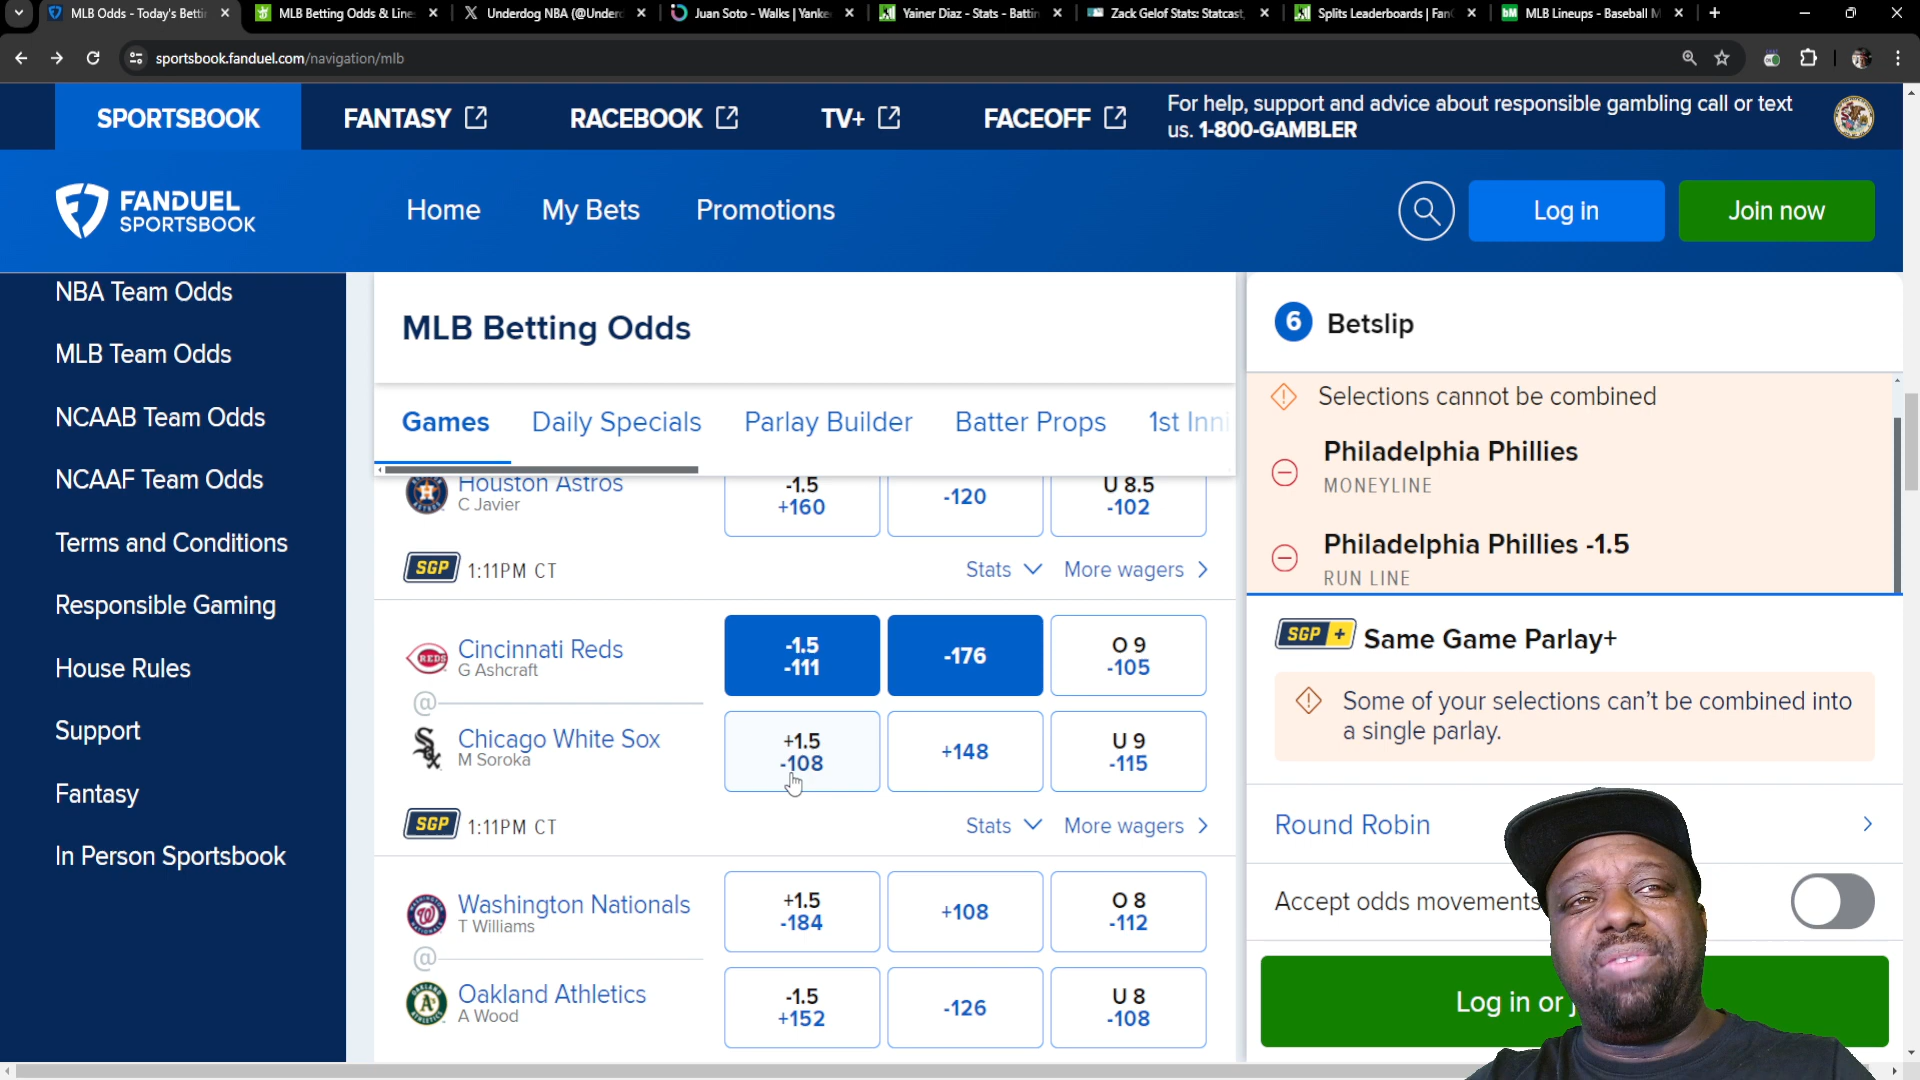 MLB Odds - Today's Betti
MLB Betting Odds & Line
Underdog NBA (@Underd
Juan Soto - Walks | Yanke
Yainer Diaz - Stats - Battin
Zack Gelof Stats: Statcast,
Splits Leaderboards | Fan
MLB Lineups - Baseball M
sportsbook.fanduel.com/navigation/mlb
SPORTSBOOK
FANTASY
RACEBOOK
TV+
FACEOFF
For help, support and advice about responsible gambling call or text
us. 1-800-GAMBLER
FANDUEL
SPORTSBOOK
Home
My Bets
Promotions
Log in
Join now
NBA Team Odds
MLB Team Odds
NCAAB Team Odds
NCAAF Team Odds
Terms and Conditions
Responsible Gaming
House Rules
Support
Fantasy
In Person Sportsbook
MLB Betting Odds
Games
Daily Specials
Parlay Builder
Batter Props
1st Inni
Houston Astros
C Javier
-1.5
+160
-120
U 8.5
-102
SGP
1:11PM CT
Stats
More wagers
REDS
Cincinnati Reds
G Ashcraft
-1.5
-111
-176
O 9
-105
@
Sox
Chicago White Sox
M Soroka
+1.5
-108
+148
U 9
-115
SGP
1:11PM CT
Stats
More wagers
W
Washington Nationals
T Williams
+1.5
-184
+108
O 8
-112
@
A's
Oakland Athletics
A Wood
-1.5
+152
-126
U 8
-108
6
Betslip
Selections cannot be combined
Philadelphia Phillies
MONEYLINE
Philadelphia Phillies -1.5
RUN LINE
SGP +
Same Game Parlay+
Some of your selections can't be combined into
a single parlay.
Round Robin
Accept odds movements
Log in or j